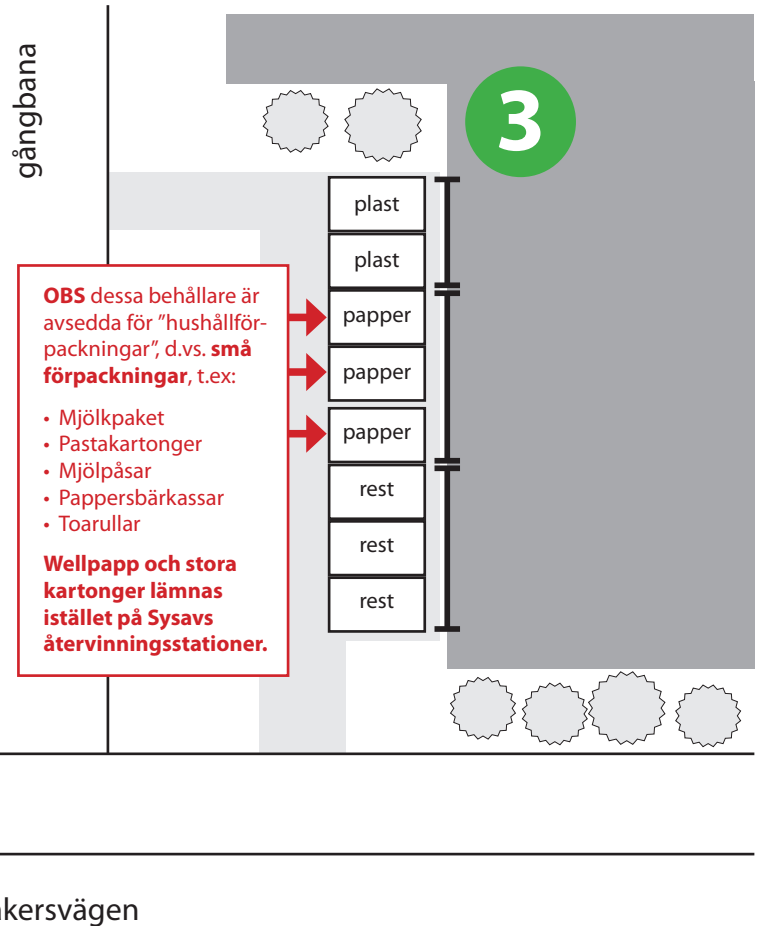 gångbana
3
plast
plast
papper
papper
papper
rest
rest
rest
OBS dessa behållare är
avsedda för ”hushållför-
packningar”, d.vs. små
förpackningar, t.ex:
• Mjölkpaket
• Pastakartonger
• Mjölpåsar
• Pappersbärkassar
• Toarullar
Wellpapp och stora
kartonger lämnas
istället på Sysavs
återvinningsstationer.
akersvägen